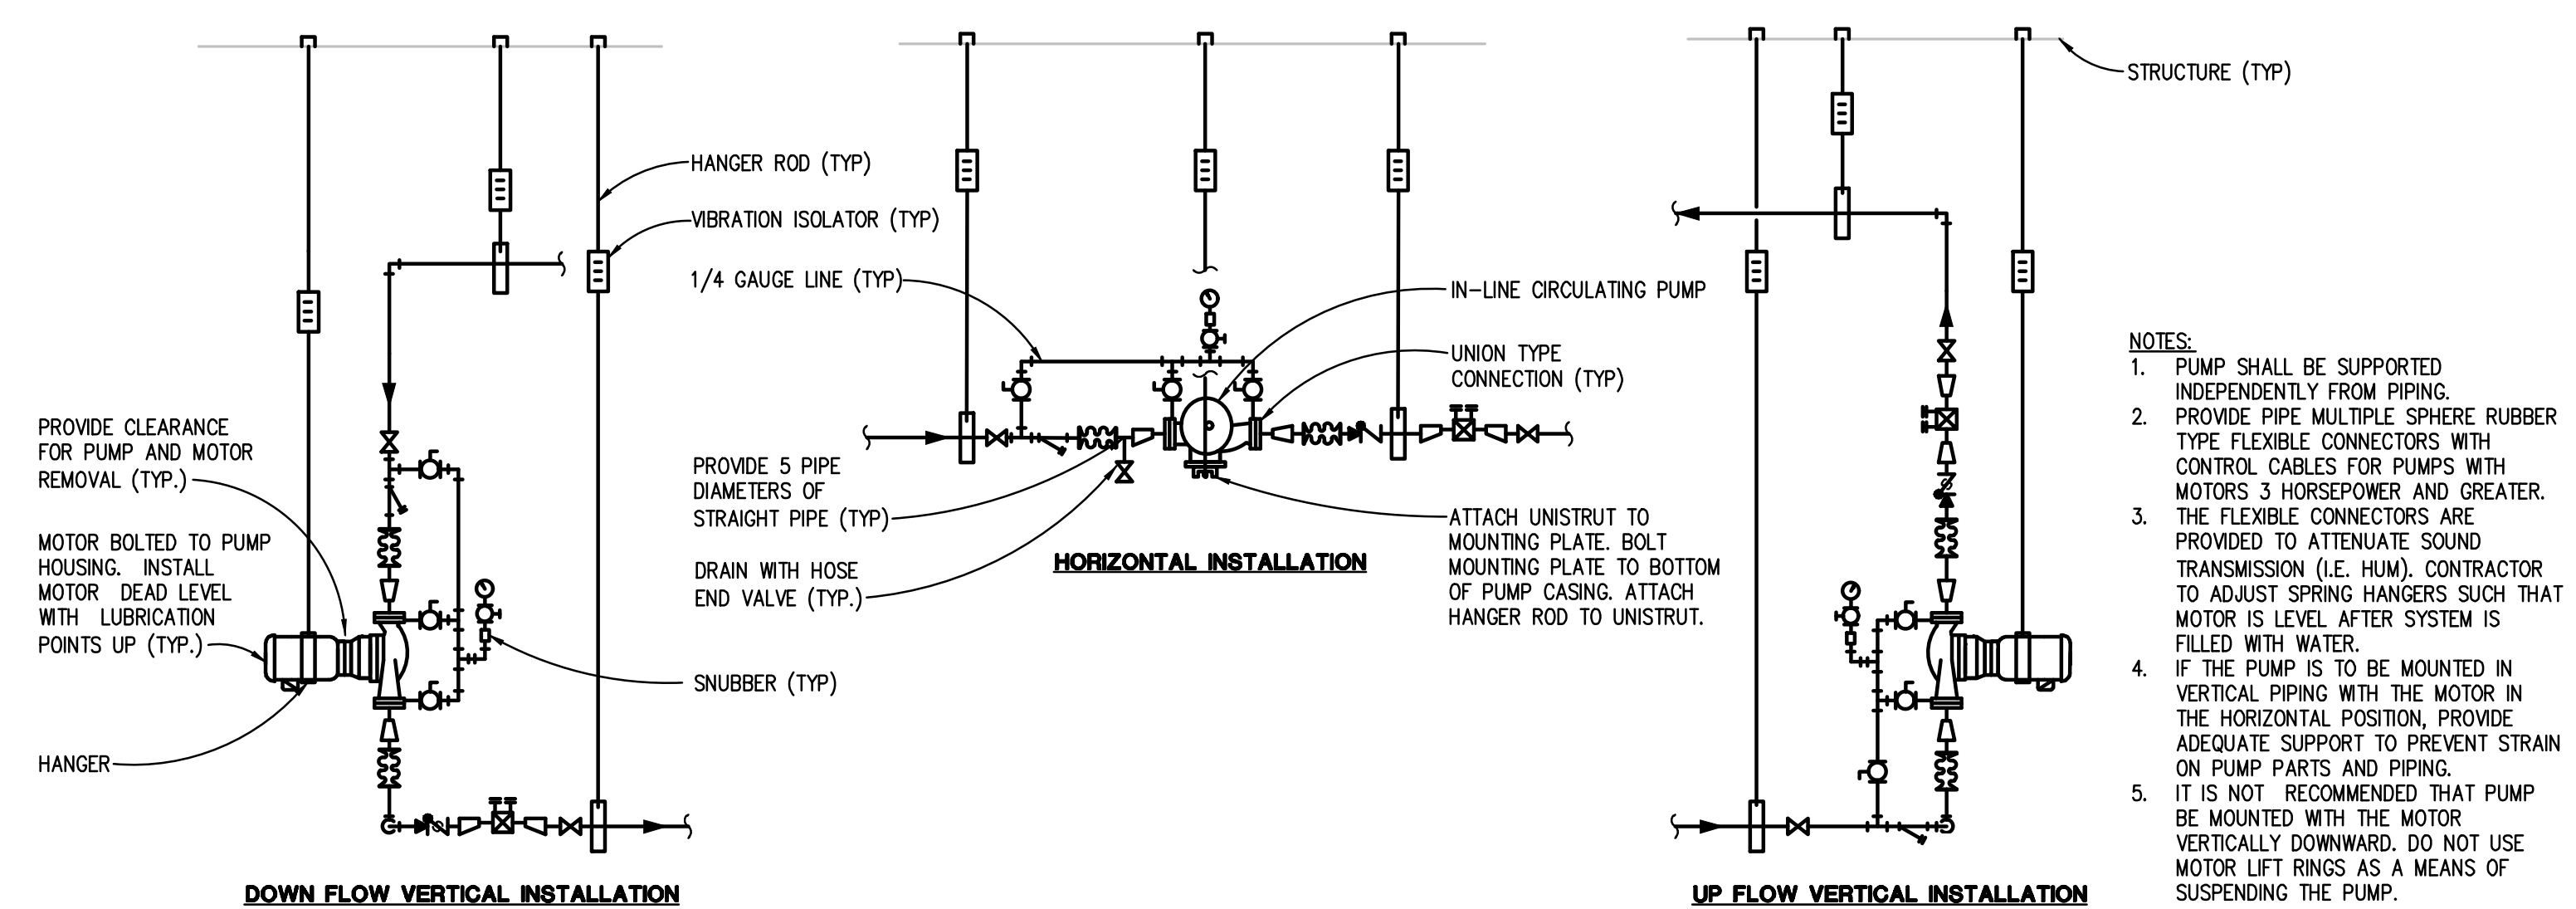 PROVIDE CLEARANCE
FOR PUMP AND MOTOR
REMOVAL (TYP.)
MOTOR BOLTED TO PUMP
HOUSING. INSTALL
MOTOR DEAD LEVEL
WITH LUBRICATION
POINTS UP (TYP.)
HANGER
DOWN FLOW VERTICAL INSTALLATION
HANGER ROD (TYP)
VIBRATION ISOLATOR (TYP)
1/4 GAUGE LINE (TYP)
PROVIDE 5 PIPE
DIAMETERS OF
STRAIGHT PIPE (TYP)
DRAIN WITH HOSE
END VALVE (TYP.)
SNUBBER (TYP)
HORIZONTAL INSTALLATION
IN-LINE CIRCULATING PUMP
UNION TYPE
CONNECTION (TYP)
ATTACH UNISTRUT TO
MOUNTING PLATE. BOLT
MOUNTING PLATE TO BOTTOM
OF PUMP CASING. ATTACH
HANGER ROD TO UNISTRUT.
STRUCTURE (TYP)
UP FLOW VERTICAL INSTALLATION
NOTES:
1. PUMP SHALL BE SUPPORTED
INDEPENDENTLY FROM PIPING.
2. PROVIDE PIPE MULTIPLE SPHERE RUBBER
TYPE FLEXIBLE CONNECTORS WITH
CONTROL CABLES FOR PUMPS WITH
MOTORS 3 HORSEPOWER AND GREATER.
3. THE FLEXIBLE CONNECTORS ARE
PROVIDED TO ATTENUATE SOUND
TRANSMISSION (I.E. HUM). CONTRACTOR
TO ADJUST SPRING HANGERS SUCH THAT
MOTOR IS LEVEL AFTER SYSTEM IS
FILLED WITH WATER.
4. IF THE PUMP IS TO BE MOUNTED IN
VERTICAL PIPING WITH THE MOTOR IN
THE HORIZONTAL POSITION, PROVIDE
ADEQUATE SUPPORT TO PREVENT STRAIN
ON PUMP PARTS AND PIPING.
5. IT IS NOT RECOMMENDED THAT PUMP
BE MOUNTED WITH THE MOTOR
VERTICALLY DOWNWARD. DO NOT USE
MOTOR LIFT RINGS AS A MEANS OF
SUSPENDING THE PUMP.